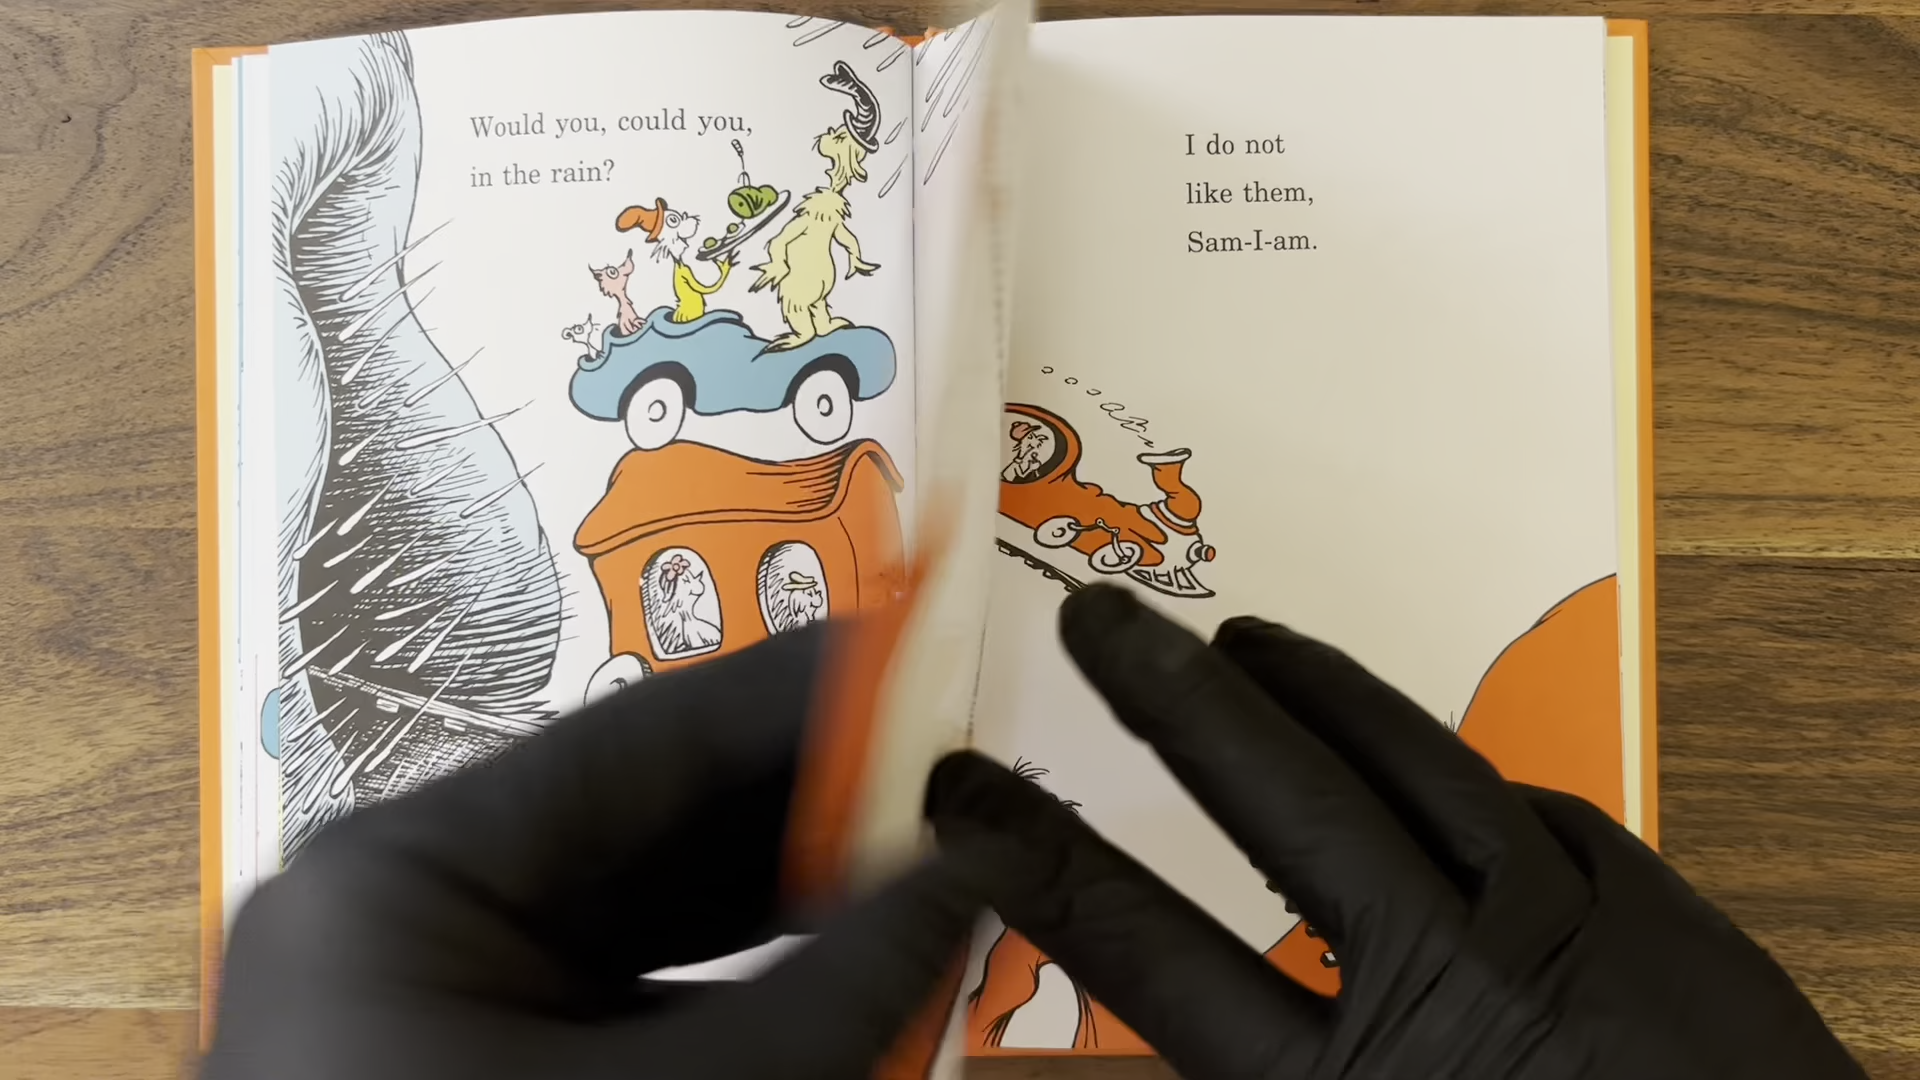 Would you, could you,
in the rain?
I do not
like them,
Sam-I-am.